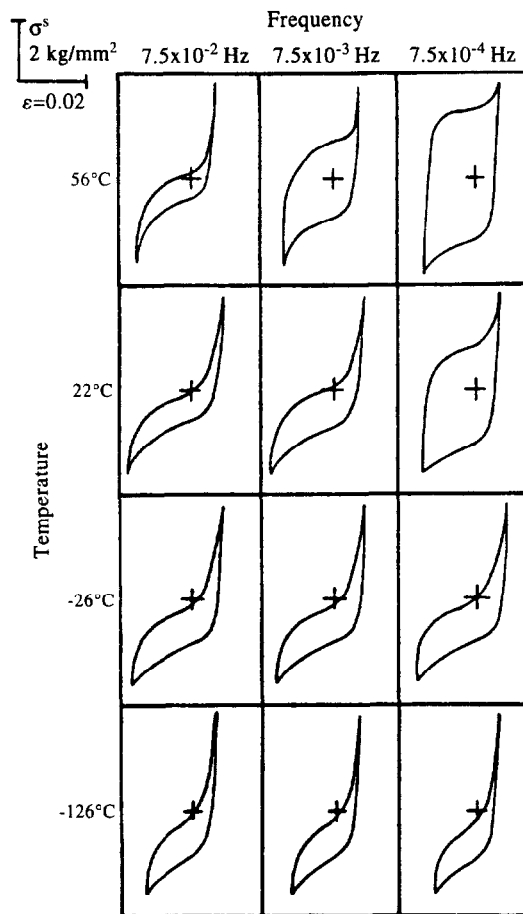 Frequency
σˢ
2 kg/mm²
7.5x10⁻² Hz 7.5x10⁻³ Hz 7.5x10⁻⁴ Hz
ε=0.02
56°C
22°C
Temperature
-26°C
-126°C